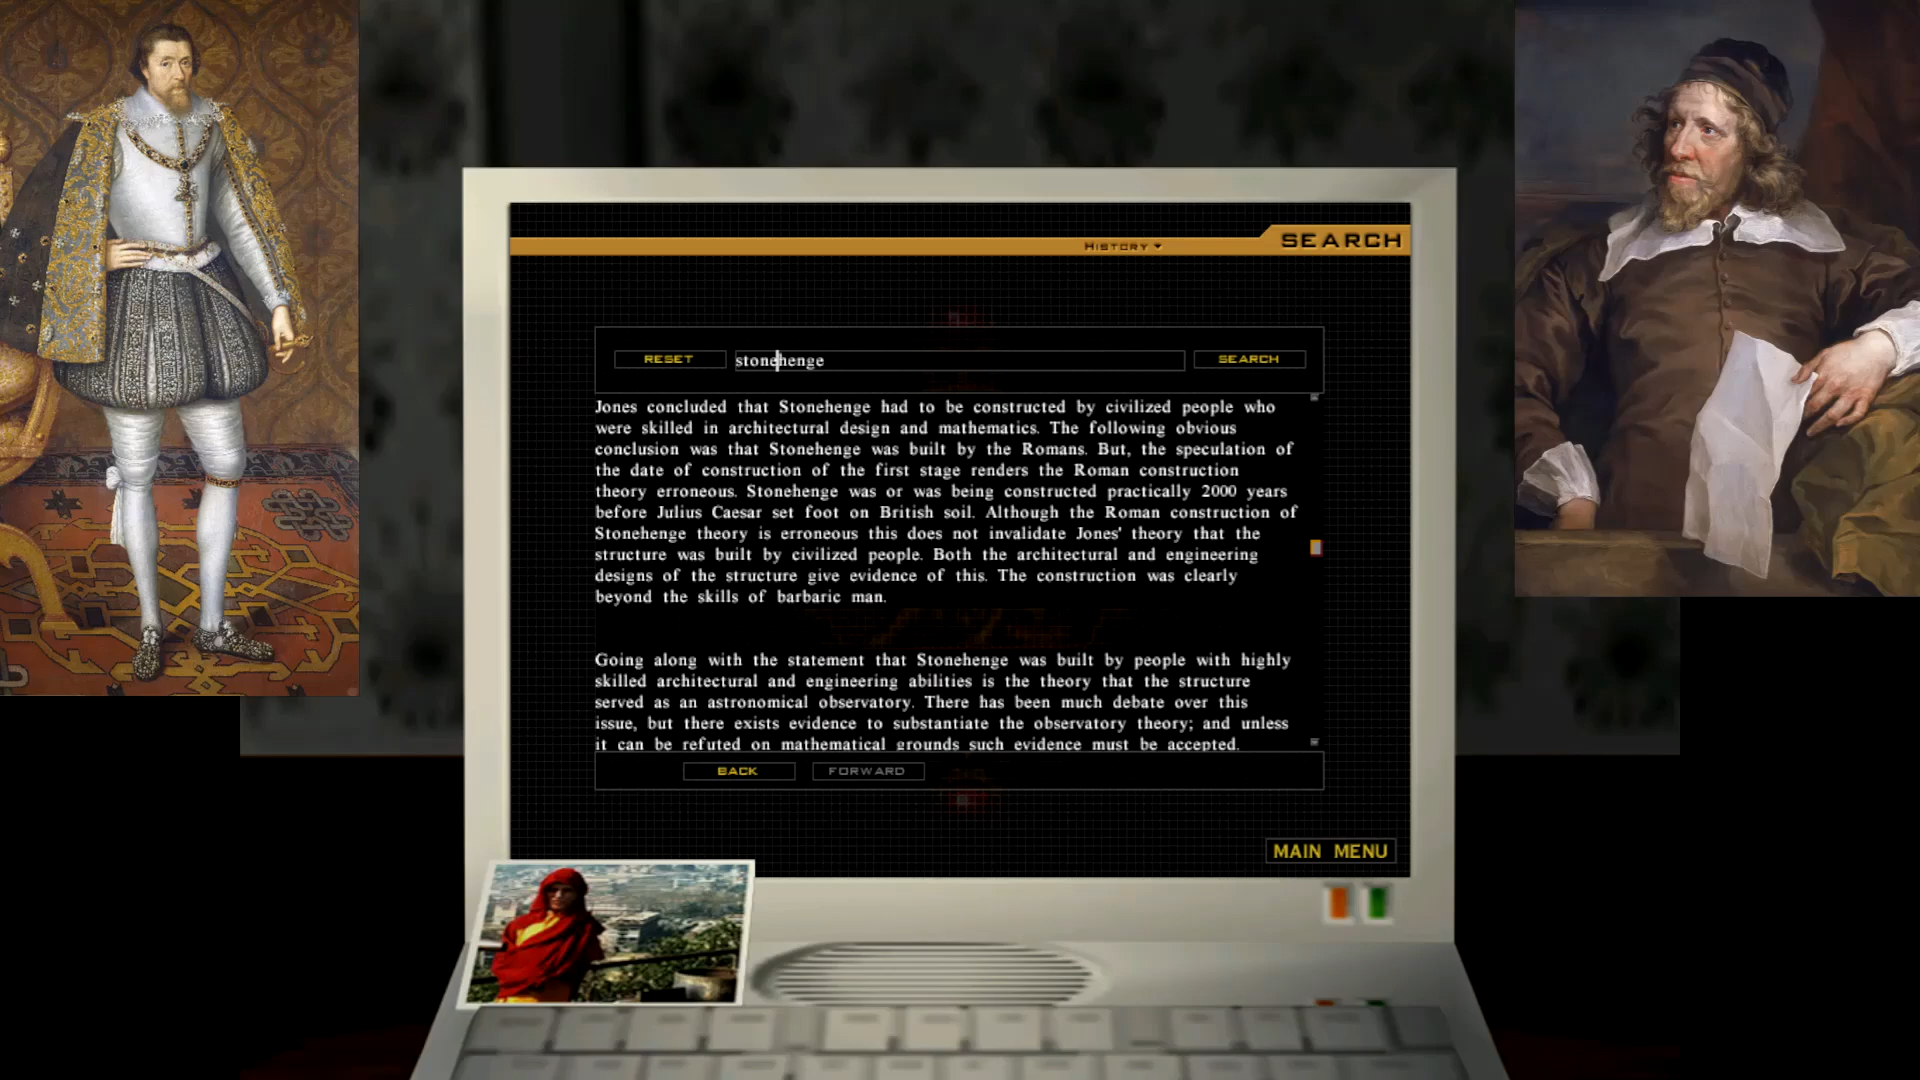 HISTORY
SEARCH
RESET
stonehenge
SEARCH
Jones concluded that Stonehenge had to be constructed by civilized people who
were skilled in architectural design and mathematics. The following obvious
conclusion was that Stonehenge was built by the Romans. But, the speculation of
the date of construction of the first stage renders the Roman construction
theory erroneous. Stonehenge was or was being constructed practically 2000 years
before Julius Caesar set foot on British soil. Although the Roman construction of
Stonehenge theory is erroneous this does not invalidate Jones' theory that the
structure was built by civilized people. Both the architectural and engineering
designs of the structure give evidence of this. The construction was clearly
beyond the skills of barbaric man.
Going along with the statement that Stonehenge was built by people with highly
skilled architectural and engineering abilities is the theory that the structure
served as an astronomical observatory. There has been much debate over this
issue, but there exists evidence to substantiate the observatory theory; and unless
it can be refuted on mathematical grounds such evidence must be accepted.
BACK
FORWARD
MAIN MENU